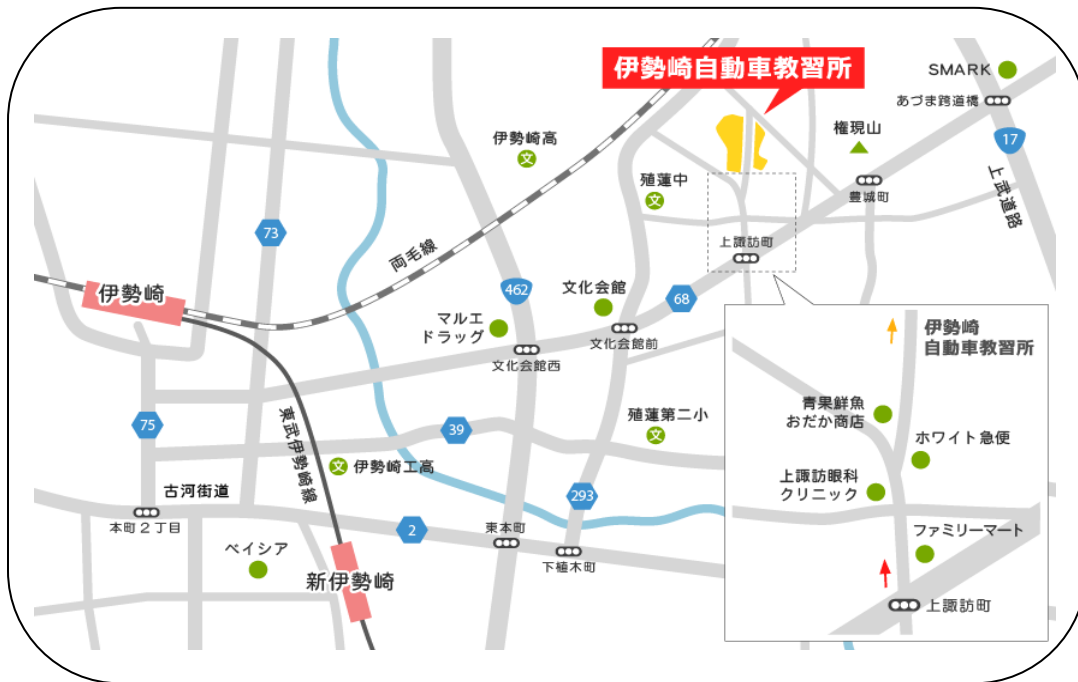 伊勢崎自動車教習所
SMARK
あづま跨道橋
17
上武道路
権現山
豊城町
伊勢崎高
殖蓮中
73
両毛線
上諏訪町
伊勢崎
462
文化会館
68
マルエ
ドラッグ
文化会館前
文化会館西
75
39
東武伊勢崎線
殖蓮第二小
伊勢崎工高
古河街道
293
本町2丁目
2
東本町
下植木町
ベイシア
新伊勢崎
伊勢崎
自動車教習所
青果鮮魚
おだか商店
ホワイト急便
上諏訪眼科
クリニック
ファミリーマート
上諏訪町
文
文
文
文